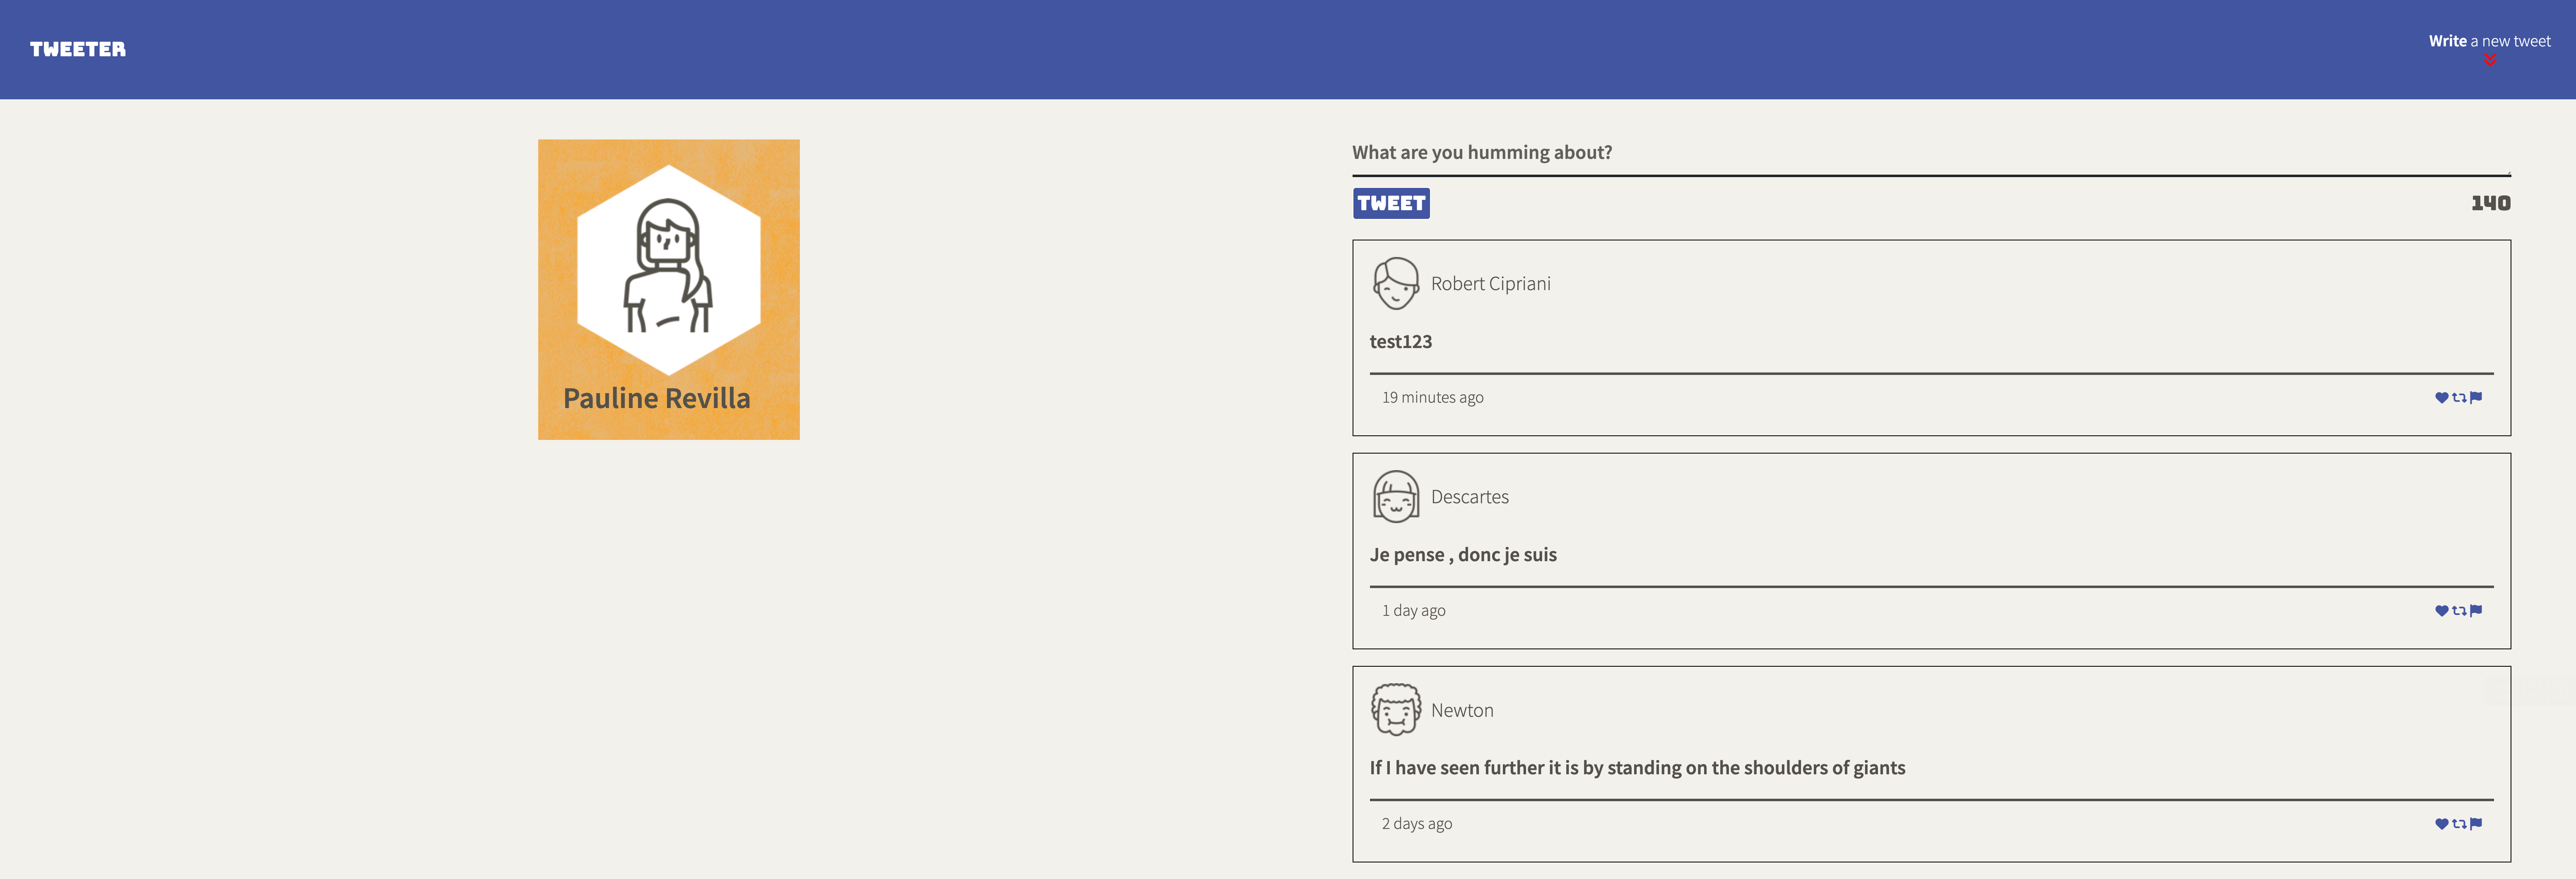 TWEETER
Write a new tweet
Pauline Revilla
What are you humming about?
TWEET
140
Robert Cipriani
test123
19 minutes ago
Descartes
Je pense , donc je suis
1 day ago
Newton
If I have seen further it is by standing on the shoulders of giants
2 days ago